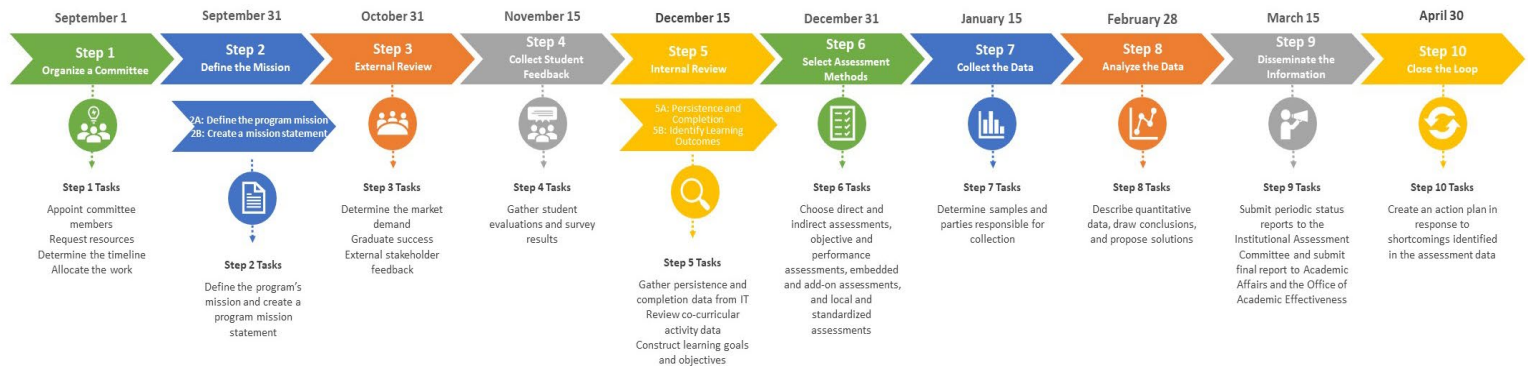 September 1
September 31
October 31
November 15
December 15
December 31
January 15
February 28
March 15
April 30
Step 1
Organize a Committee
Step 2
Define the Mission
Step 3
External Review
Step 4
Collect Student
Feedback
Step 5
Internal Review
Step 6
Select Assessment
Methods
Step 7
Collect the Data
Step 8
Analyze the Data
Step 9
Disseminate the
Information
Step 10
Close the Loop
2A: Define the program mission
2B: Create a mission statement
5A: Persistence and
Completion
5B: Identify Learning
Outcomes
Step 1 Tasks
Appoint committee
members
Request resources
Determine the timeline
Allocate the work
Step 2 Tasks
Define the program's
mission and create a
program mission
statement
Step 3 Tasks
Determine the market
demand
Graduate success
External stakeholder
feedback
Step 4 Tasks
Gather student
evaluations and survey
results
Step 5 Tasks
Gather persistence and
completion data from IT
Review co-curricular
activity data
Construct learning goals
and objectives
Step 6 Tasks
Choose direct and
indirect assessments,
objective and
performance
assessments, embedded
and add-on assessments,
and local and
standardized
assessments
Step 7 Tasks
Determine samples and
parties responsible for
collection
Step 8 Tasks
Describe quantitative
data, draw conclusions,
and propose solutions
Step 9 Tasks
Submit periodic status
reports to the
Institutional Assessment
Committee and submit
final report to Academic
Affairs and the Office of
Academic Effectiveness
Step 10 Tasks
Create an action plan in
response to
shortcomings identified
in the assessment data